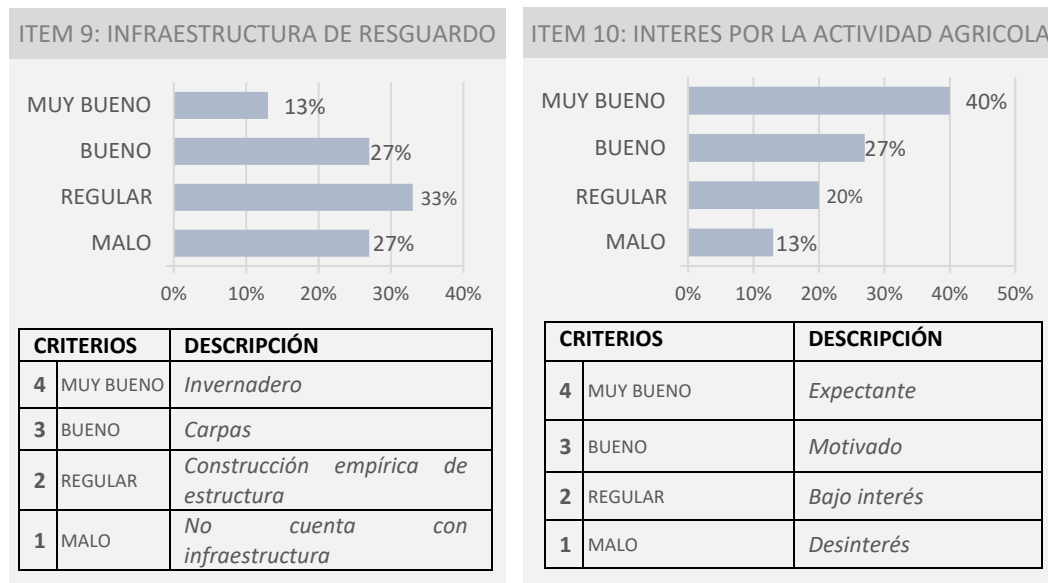 ITEM 9: INFRAESTRUCTURA DE RESGUARDO
MUY BUENO 13%
BUENO 27%
REGULAR 33%
MALO 27%
0% 10% 20% 30% 40%
CRITERIOS DESCRIPCIÓN
4 MUY BUENO Invernadero
3 BUENO Carpas
2 REGULAR Construcción empírica de
estructura
1 MALO No cuenta con
infraestructura
ITEM 10: INTERES POR LA ACTIVIDAD AGRICOLA
MUY BUENO 40%
BUENO 27%
REGULAR 20%
MALO 13%
0% 10% 20% 30% 40% 50%
CRITERIOS DESCRIPCIÓN
4 MUY BUENO Expectante
3 BUENO Motivado
2 REGULAR Bajo interés
1 MALO Desinterés